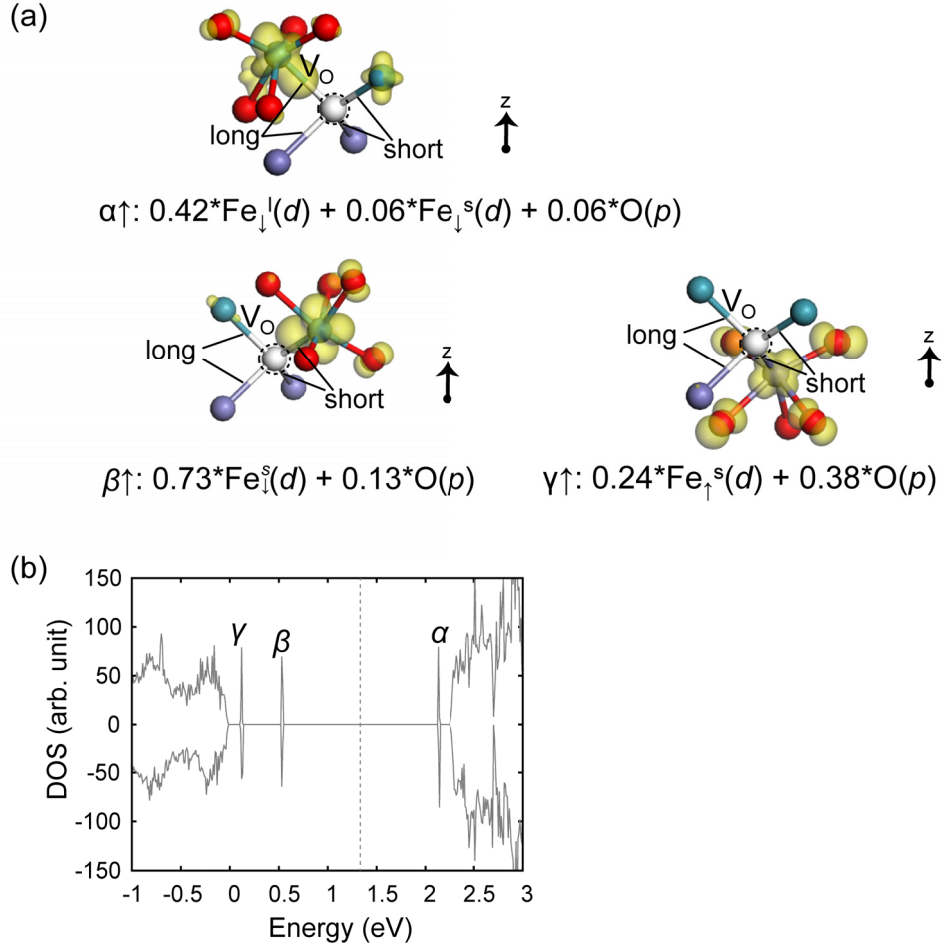 (a)
V_O
long
short
z
α↑: 0.42*Fe↓^l(d) + 0.06*Fe↓^s(d) + 0.06*O(p)
V_O
long
short
z
V_O
long
short
z
β↑: 0.73*Fe↓^s(d) + 0.13*O(p)
γ↑: 0.24*Fe↑^s(d) + 0.38*O(p)
(b)
150
100
50
0
-50
-100
-150
DOS (arb. unit)
γ
β
α
-1 -0.5 0 0.5 1 1.5 2 2.5 3
Energy (eV)